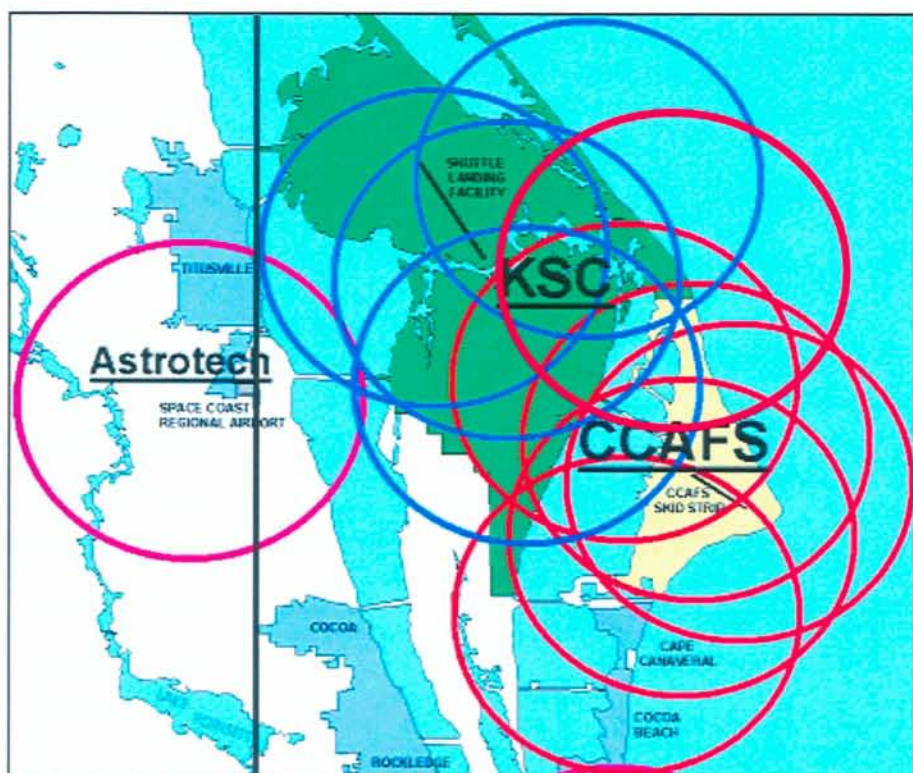 SHUTTLE
LANDING
FACILITY
KSC
TITUSVILLE
Astrotech
SPACE COAST
REGIONAL AIRPORT
CCAFS
CCAFS
SKID STRIP
COCOA
CAPE
CANAVERAL
COCOA
BEACH
ROCKLEDGE